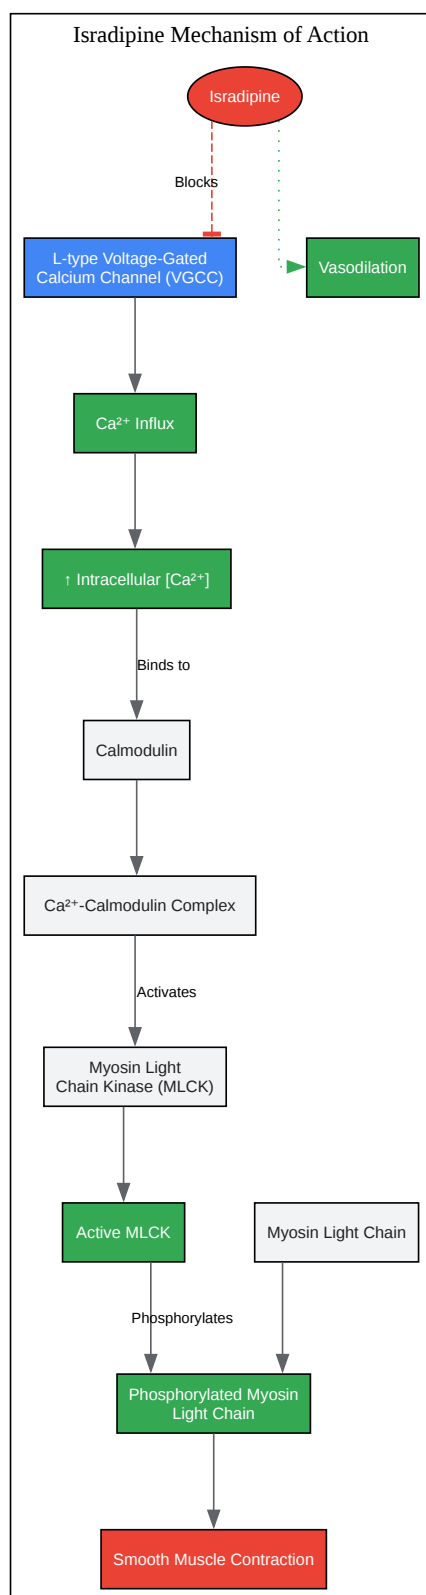 Isradipine Mechanism of Action
Isradipine
Blocks
L-type Voltage-Gated
Calcium Channel (VGCC)
Vasodilation
Ca²⁺ Influx
↑ Intracellular [Ca²⁺]
Binds to
Calmodulin
Ca²⁺-Calmodulin Complex
Activates
Myosin Light
Chain Kinase (MLCK)
Active MLCK
Myosin Light Chain
Phosphorylates
Phosphorylated Myosin
Light Chain
Smooth Muscle Contraction